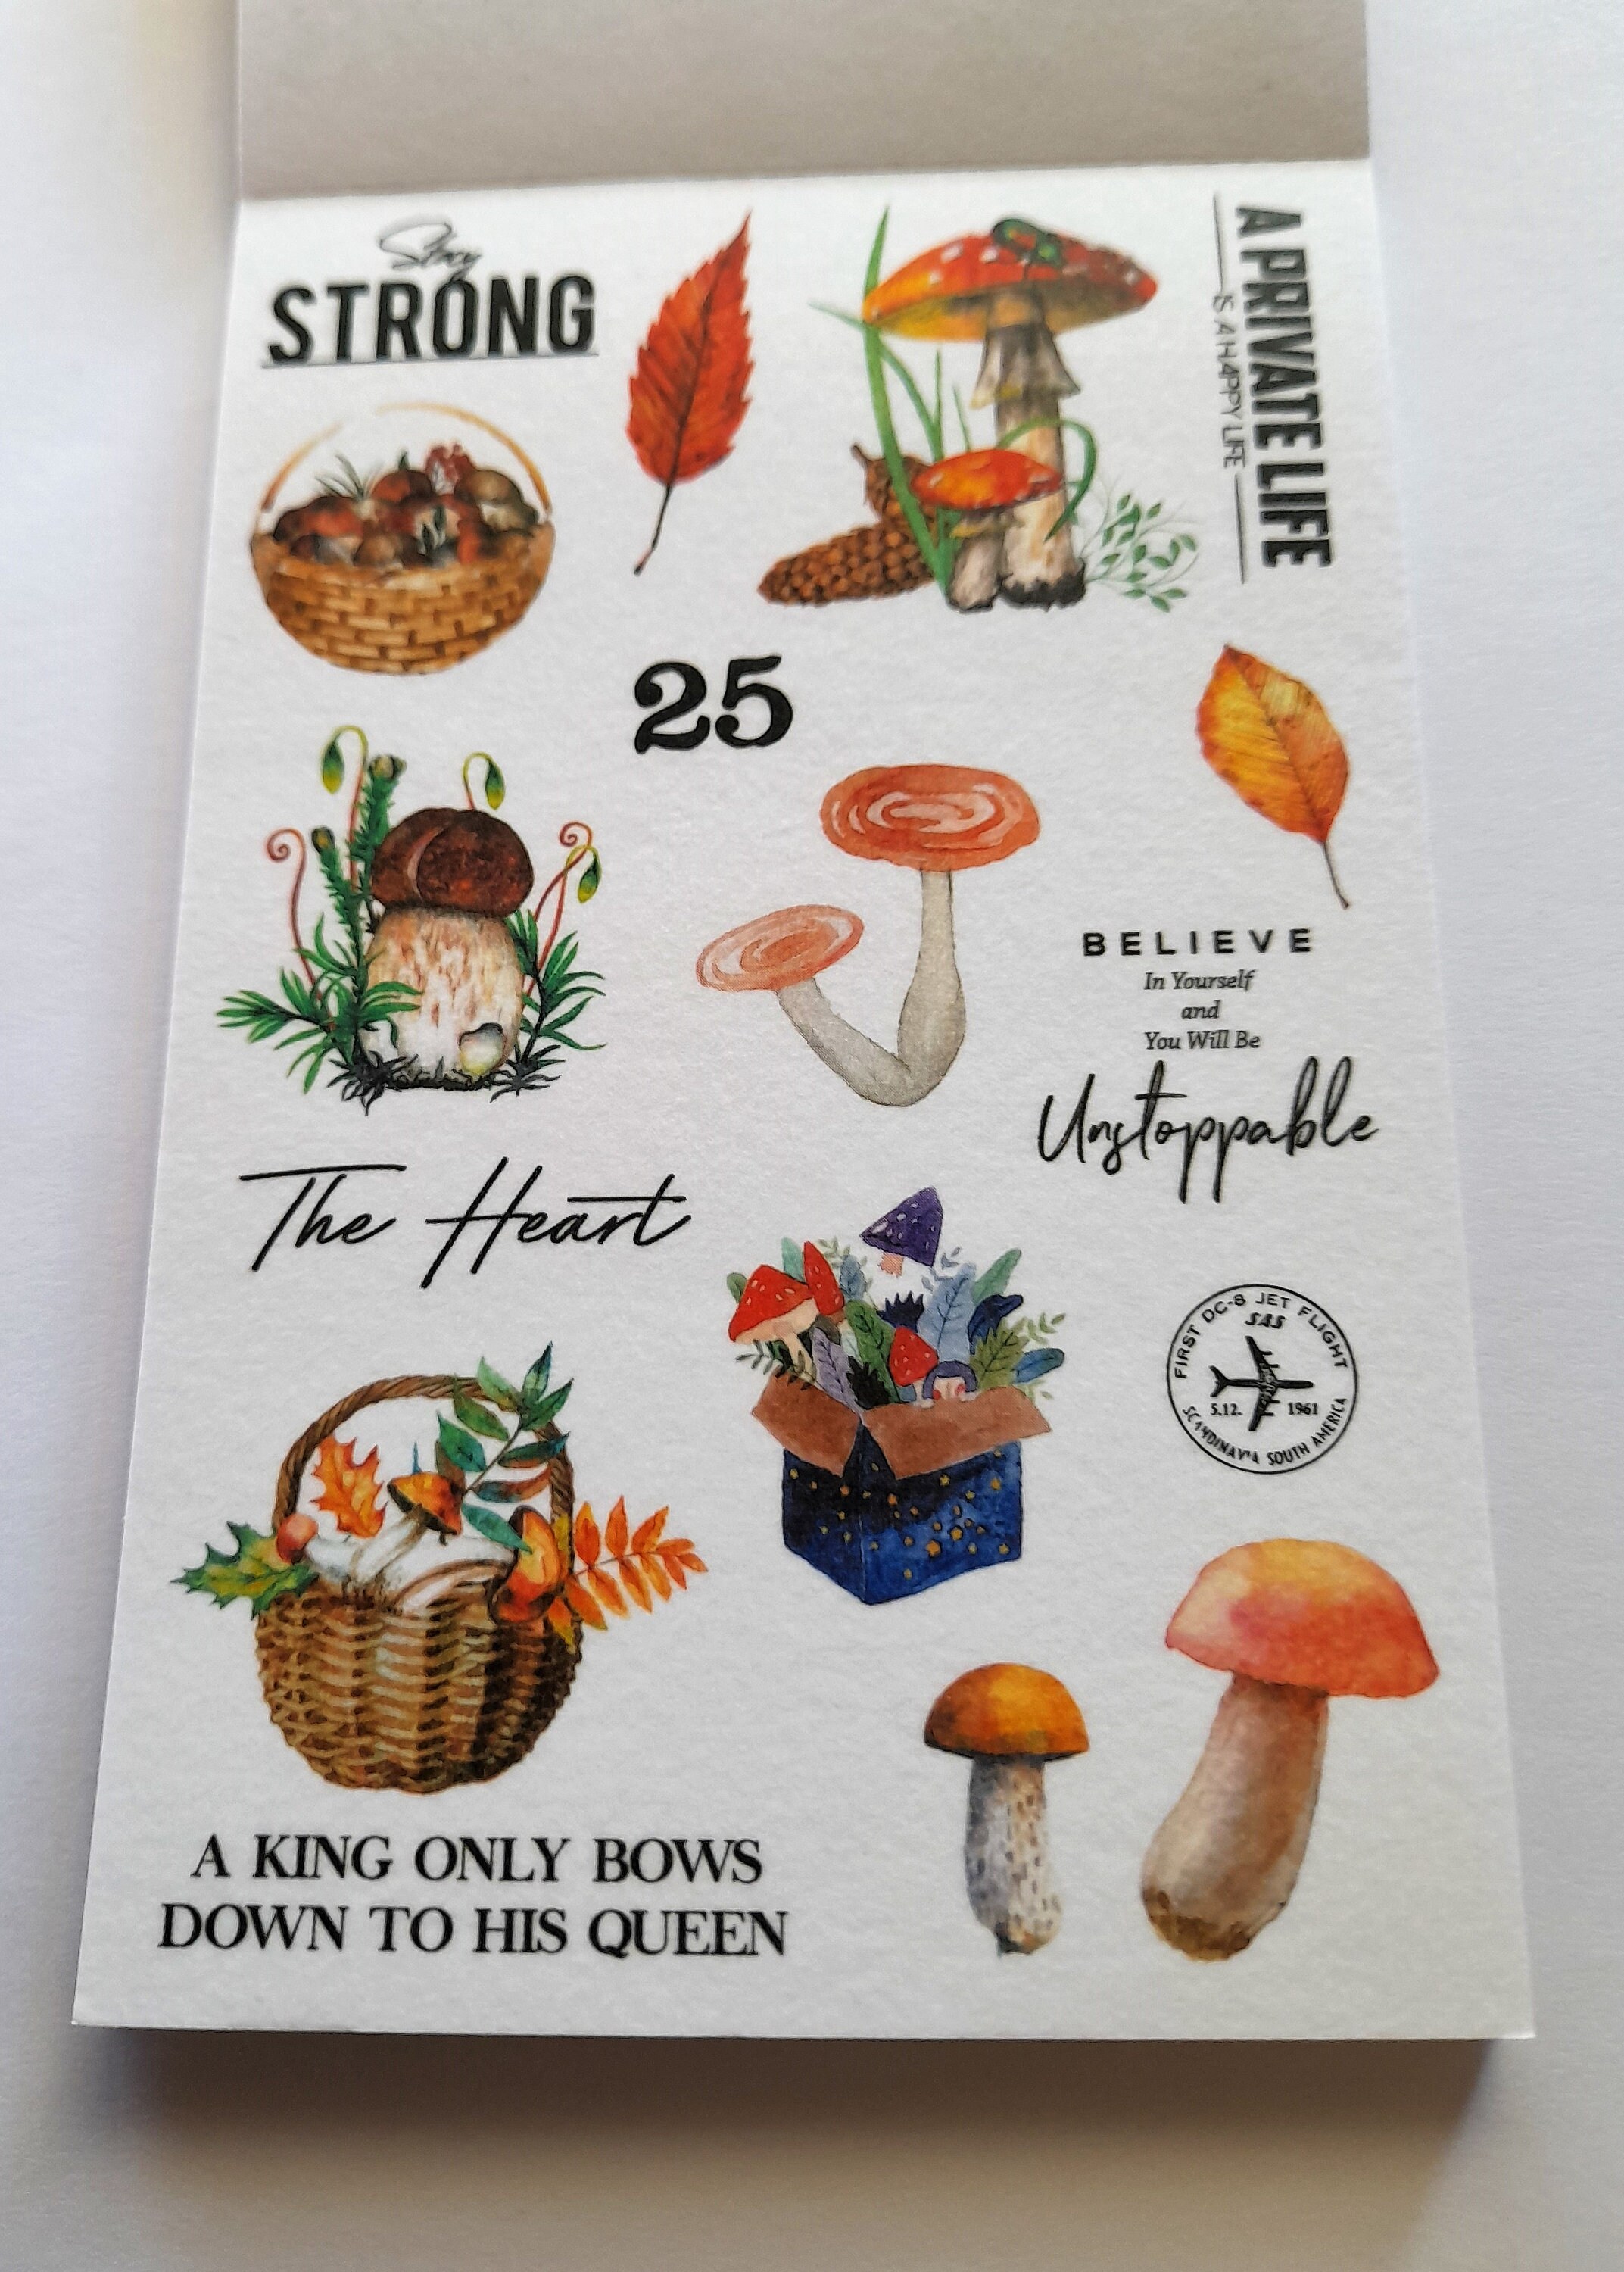 Stay
STRONG
A PRIVATE LIFE
IS A HAPPY LIFE
25
BELIEVE
In Yourself
and
You Will Be
Unstoppable
The Heart
FIRST DC-8 JET FLIGHT
SAS
5.12. 1961
SCANDINAVIA SOUTH AMERICA
A KING ONLY BOWS
DOWN TO HIS QUEEN